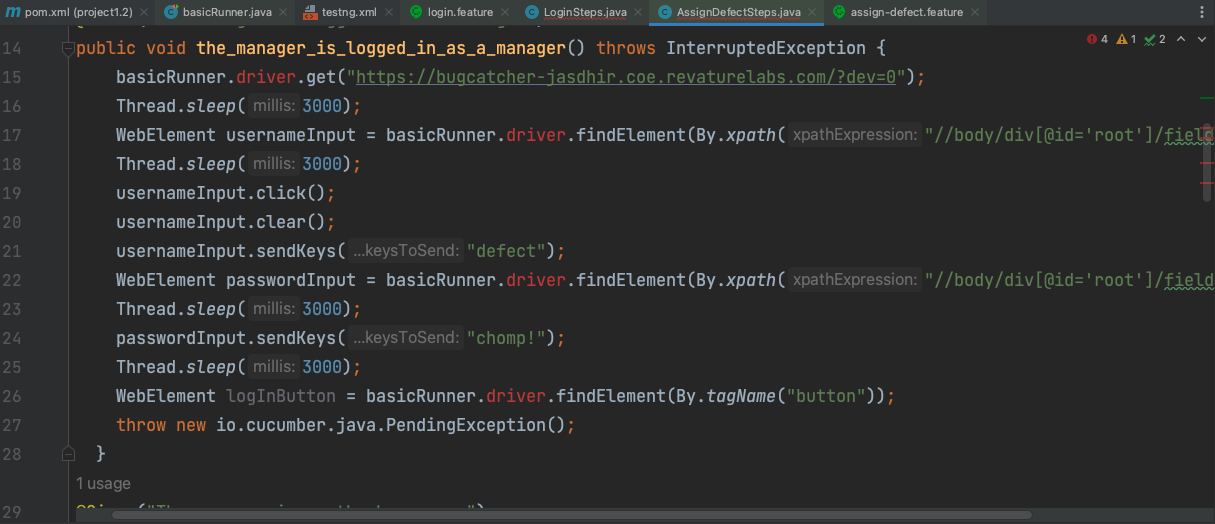 m pom.xml (project1.2) basicRunner.java testng.xml login.feature LoginSteps.java AssignDefectSteps.java assign-defect.feature
4 1 2
14 public void the_manager_is_logged_in_as_a_manager() throws InterruptedException {
15 basicRunner.driver.get("https://bugcatcher-jasdhir.coe.revaturelabs.com/?dev=0");
16 Thread.sleep( millis: 3000);
17 WebElement usernameInput = basicRunner.driver.findElement(By.xpath( xpathExpression: "//body/div[@id='root']/field
18 Thread.sleep( millis: 3000);
19 usernameInput.click();
20 usernameInput.clear();
21 usernameInput.sendKeys( ...keysToSend: "defect");
22 WebElement passwordInput = basicRunner.driver.findElement(By.xpath( xpathExpression: "//body/div[@id='root']/field
23 Thread.sleep( millis: 3000);
24 passwordInput.sendKeys( ...keysToSend: "chomp!");
25 Thread.sleep( millis: 3000);
26 WebElement logInButton = basicRunner.driver.findElement(By.tagName("button"));
27 throw new io.cucumber.java.PendingException();
28 }
1 usage
29